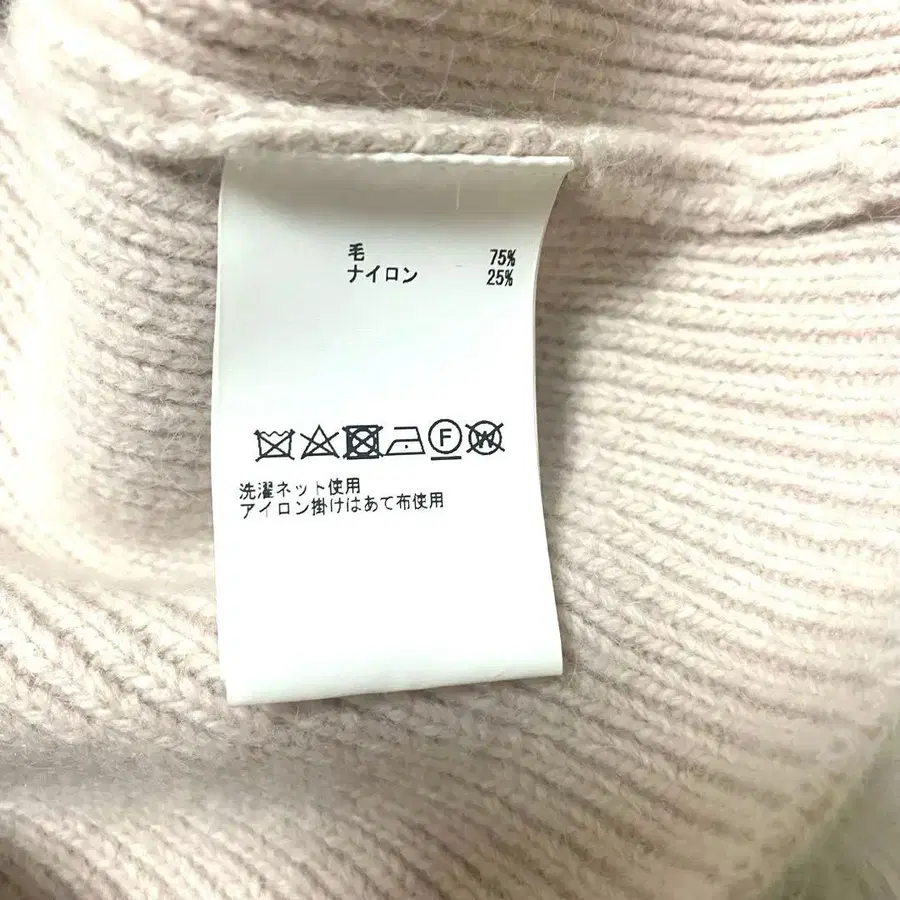 毛 75%
ナイロン 25%
F W
洗濯ネット使用
アイロン掛けはあて布使用